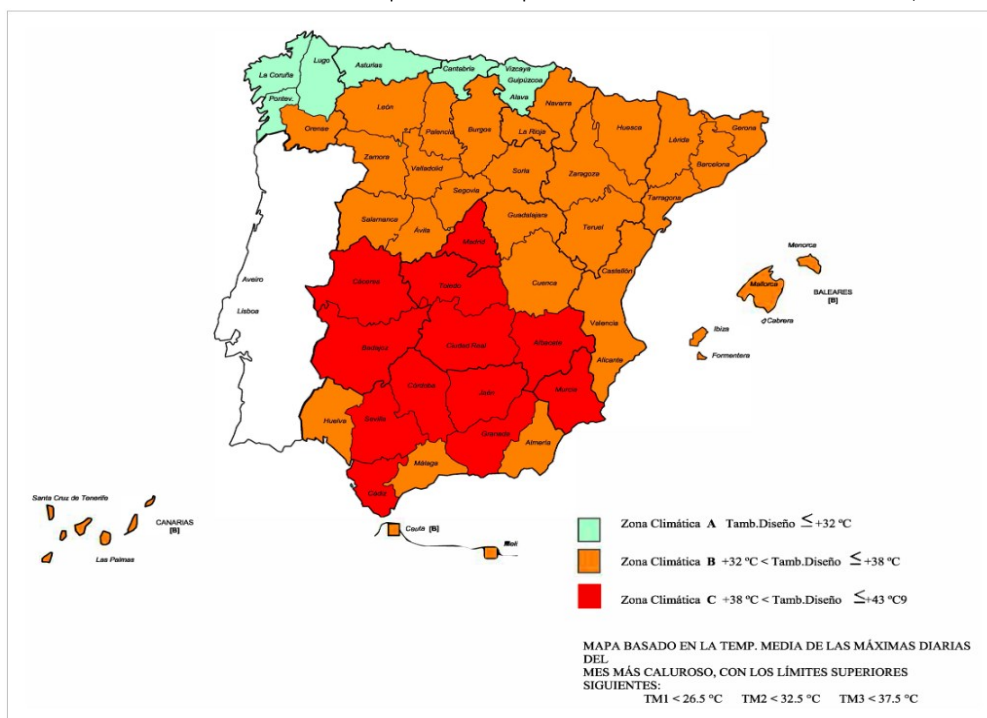 Lugo
Asturias
Cantabria
Vizcaya
La Coruña
Guipúzcoa
Alava
Pontev.
Orense
León
Palencia
Burgos
Navarra
La Rioja
Huesca
Lérida
Gerona
Barcelona
Zamora
Valladolid
Soria
Zaragoza
Tarragona
Segovia
Salamanca
Ávila
Guadalajara
Teruel
Madrid
Castellón
Menorca
Aveiro
Cáceres
Toledo
Cuenca
Mallorca
BALEARES
[B]
Lisboa
Cabrera
Valencia
Ibiza
Badajoz
Ciudad Real
Albacete
Alicante
Formentera
Córdoba
Jaén
Murcia
Huelva
Sevilla
Granada
Almería
Málaga
Cádiz
Santa Cruz de Tenerife
CANARIAS
[B]
Las Palmas
Ceuta [B]
Meli
Zona Climática A Tamb.Diseño ≤ +32 ºC
Zona Climática B +32 ºC < Tamb.Diseño ≤ +38 ºC
Zona Climática C +38 ºC < Tamb.Diseño ≤+43 ºC9
MAPA BASADO EN LA TEMP. MEDIA DE LAS MÁXIMAS DIARIAS
DEL
MES MÁS CALUROSO, CON LOS LÍMITES SUPERIORES
SIGUIENTES:
TM1 < 26.5 ºC TM2 < 32.5 ºC TM3 < 37.5 ºC